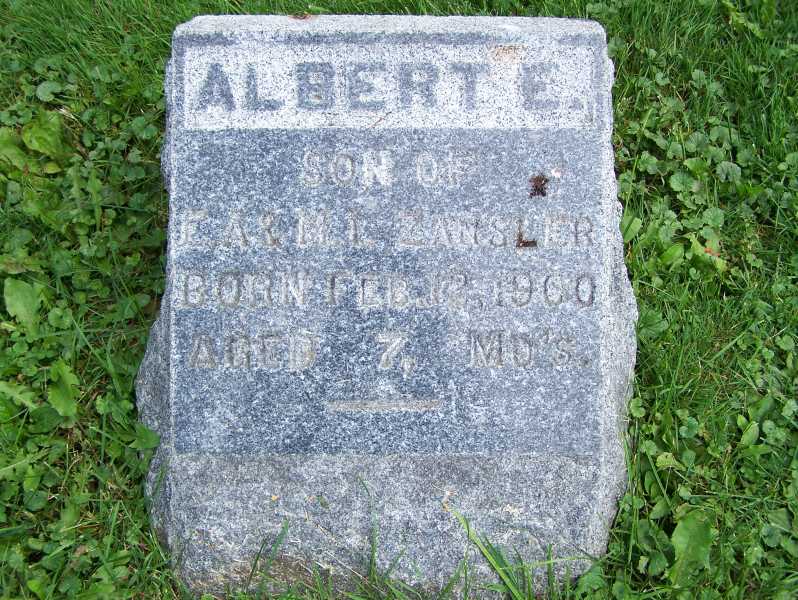 ALBERT E.
SON OF
E.A & M.L. ZANSLER
BORN FEB. 12, 1900
AGED 7, MO'S.